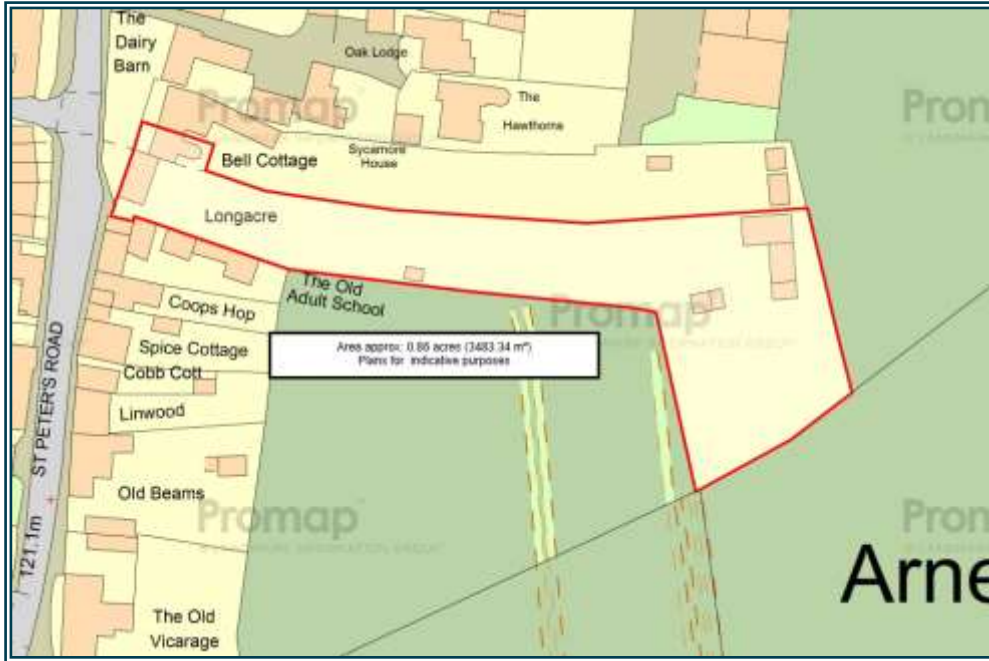 The
Dairy
Barn
Oak Lodge
Promap
The
Hawthorns
Prom
Bell Cottage
Sycamore
House
Longacre
The Old
Adult School
Coops Hop
Promap
Area approx: 0.86 acres (3483.34 m²)
Plans for indicative purposes
Spice Cottage
Cobb Cott
Linwood
ST PETER'S ROAD
Old Beams
121.1m
Promap
Promap
Prom
Arne
The Old
Vicarage